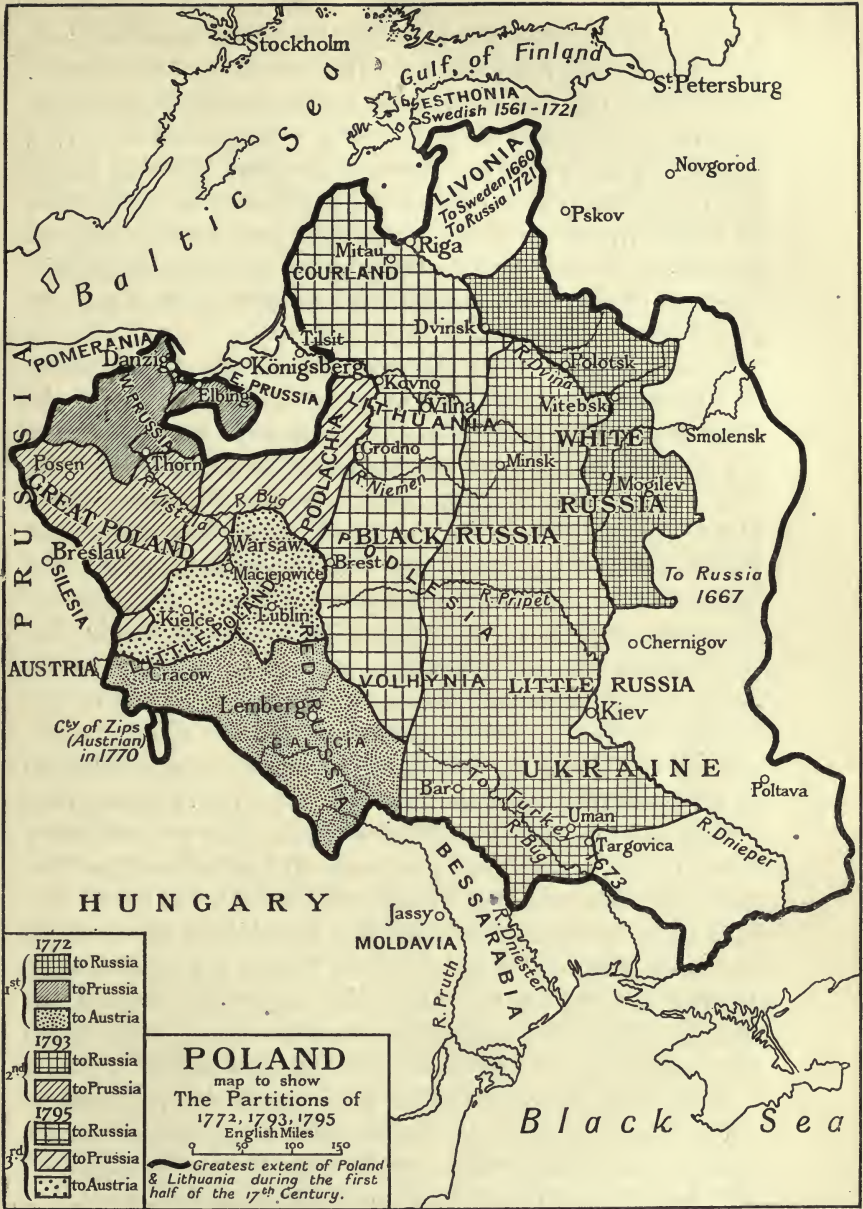 Stockholm
Gulf of Finland
St Petersburg
ESTHONIA
Swedish 1561-1721
Baltic Sea
LIVONIA
To Sweden 1660
To Russia 1721
Novgorod
Pskov
Riga
Mitau
COURLAND
Dvinsk
R. Dvina
Polotsk
POMERANIA
Danzig
Tilsit
Königsberg
E. PRUSSIA
Elbing
W. PRUSSIA
Kovno
Vilna
LITHUANIA
Vitebsk
WHITE
RUSSIA
Smolensk
Grodno
Minsk
Mogilev
PRUSSIA
Posen
Thorn
R. Vistula
R. Bug
PODLACHIA
R. Niemen
GREAT POLAND
BLACK RUSSIA
Warsaw
Breslau
SILESIA
Maciejowice
Brest
PODLESIA
To Russia
1667
Kielce
Lublin
LITTLE POLAND
R. Pripet
Chernigov
AUSTRIA
Cracow
RED RUSSIA
VOLHYNIA
LITTLE RUSSIA
Lemberg
Kiev
Cty of Zips
(Austrian)
in 1770
GALICIA
UKRAINE
Bar
To Turkey 1673
Poltava
Uman
R. Bug
Targovica
R. Dnieper
HUNGARY
BESSARABIA
Jassy
MOLDAVIA
R. Dniester
R. Pruth
Black Sea
1772
1st
to Russia
to Prussia
to Austria
1793
2nd
to Russia
to Prussia
1795
3rd
to Russia
to Prussia
to Austria
POLAND
map to show
The Partitions of
1772, 1793, 1795
English Miles
0 50 100 150
Greatest extent of Poland
& Lithuania during the first
half of the 17th Century.